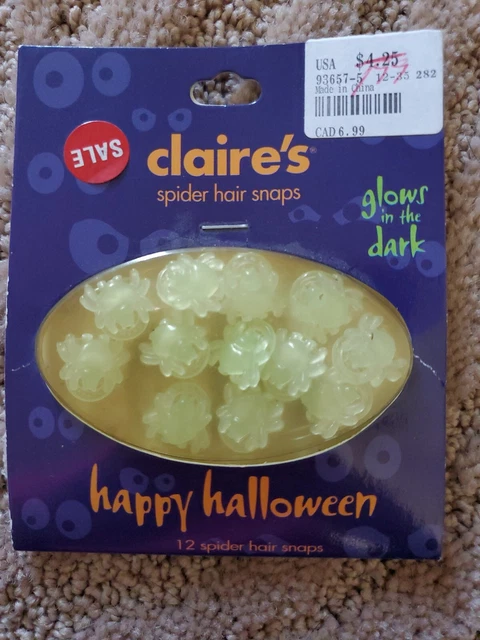 USA $4.25
93657-5 12-35 282
Made in China
CAD 6.99
SALE
claire's
spider hair snaps
glows
in the
dark
happy halloween
12 spider hair snaps